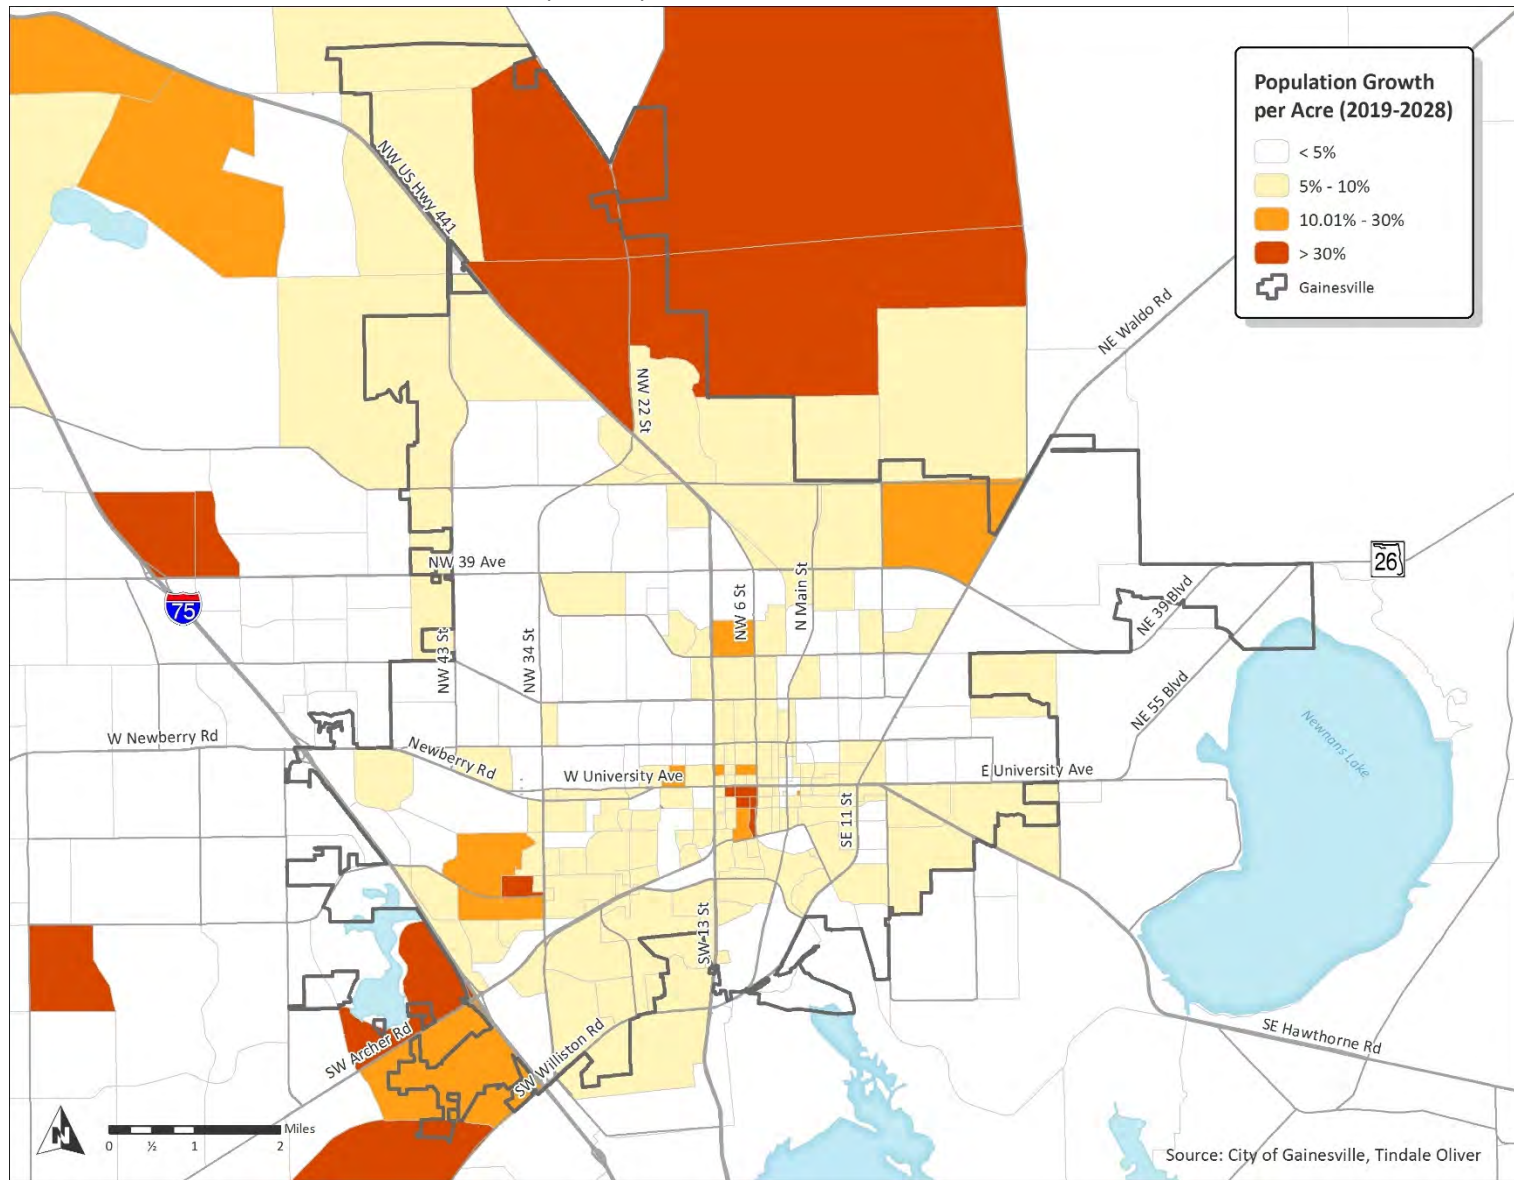 Population Growth
per Acre (2019-2028)
< 5%
5% - 10%
10.01% - 30%
> 30%
Gainesville
NW US Hwy 441
NE Waldo Rd
NW 22 St
26
NW 39 Ave
75
NW 6 St
N Main St
NE 39 Blvd
NW 43 St
NW 34 St
NE 55 Blvd
W Newberry Rd
Newberry Rd
W University Ave
E University Ave
Newnans Lake
SE 11 St
SW 13 St
SW Archer Rd
SW Williston Rd
SE Hawthorne Rd
N
Miles
0 ½ 1 2
Source: City of Gainesville, Tindale Oliver